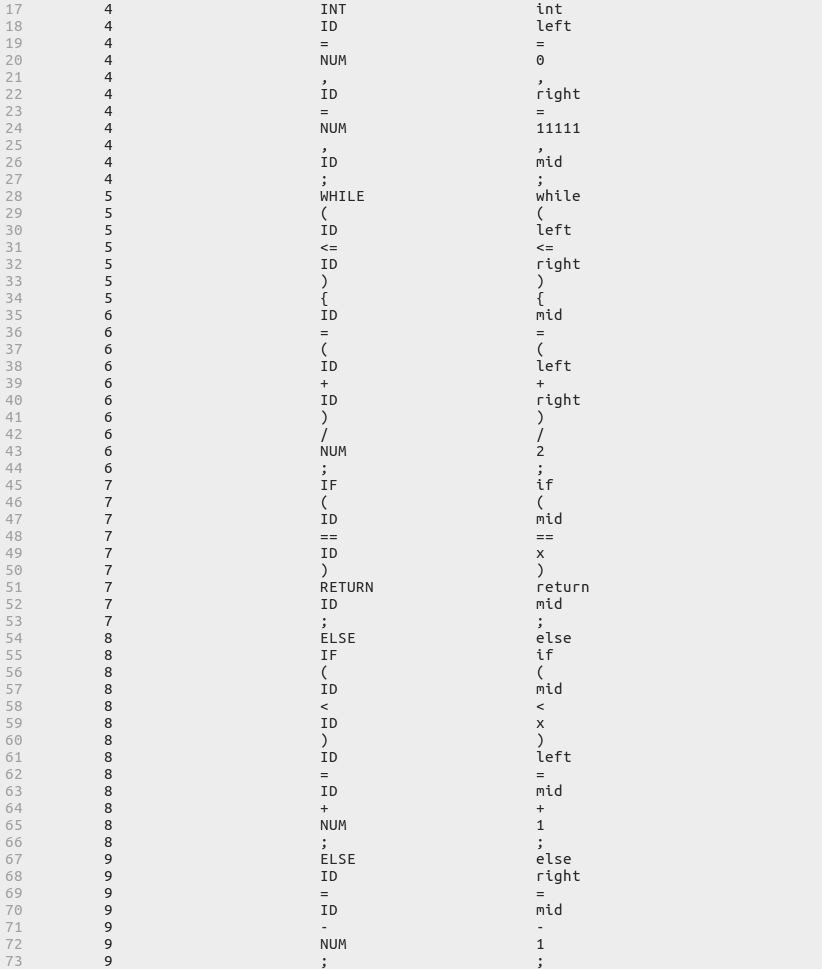 17 4 INT int
18 4 ID left
19 4 = =
20 4 NUM 0
21 4 , ,
22 4 ID right
23 4 = =
24 4 NUM 11111
25 4 , ,
26 4 ID mid
27 4 ; ;
28 5 WHILE while
29 5 ( (
30 5 ID left
31 5 <= <=
32 5 ID right
33 5 ) )
34 5 { {
35 6 ID mid
36 6 = =
37 6 ( (
38 6 ID left
39 6 + +
40 6 ID right
41 6 ) )
42 6 / /
43 6 NUM 2
44 6 ; ;
45 7 IF if
46 7 ( (
47 7 ID mid
48 7 == ==
49 7 ID x
50 7 ) )
51 7 RETURN return
52 7 ID mid
53 7 ; ;
54 8 ELSE else
55 8 IF if
56 8 ( (
57 8 ID mid
58 8 < <
59 8 ID x
60 8 ) )
61 8 ID left
62 8 = =
63 8 ID mid
64 8 + +
65 8 NUM 1
66 8 ; ;
67 9 ELSE else
68 9 ID right
69 9 = =
70 9 ID mid
71 9 - -
72 9 NUM 1
73 9 ; ;